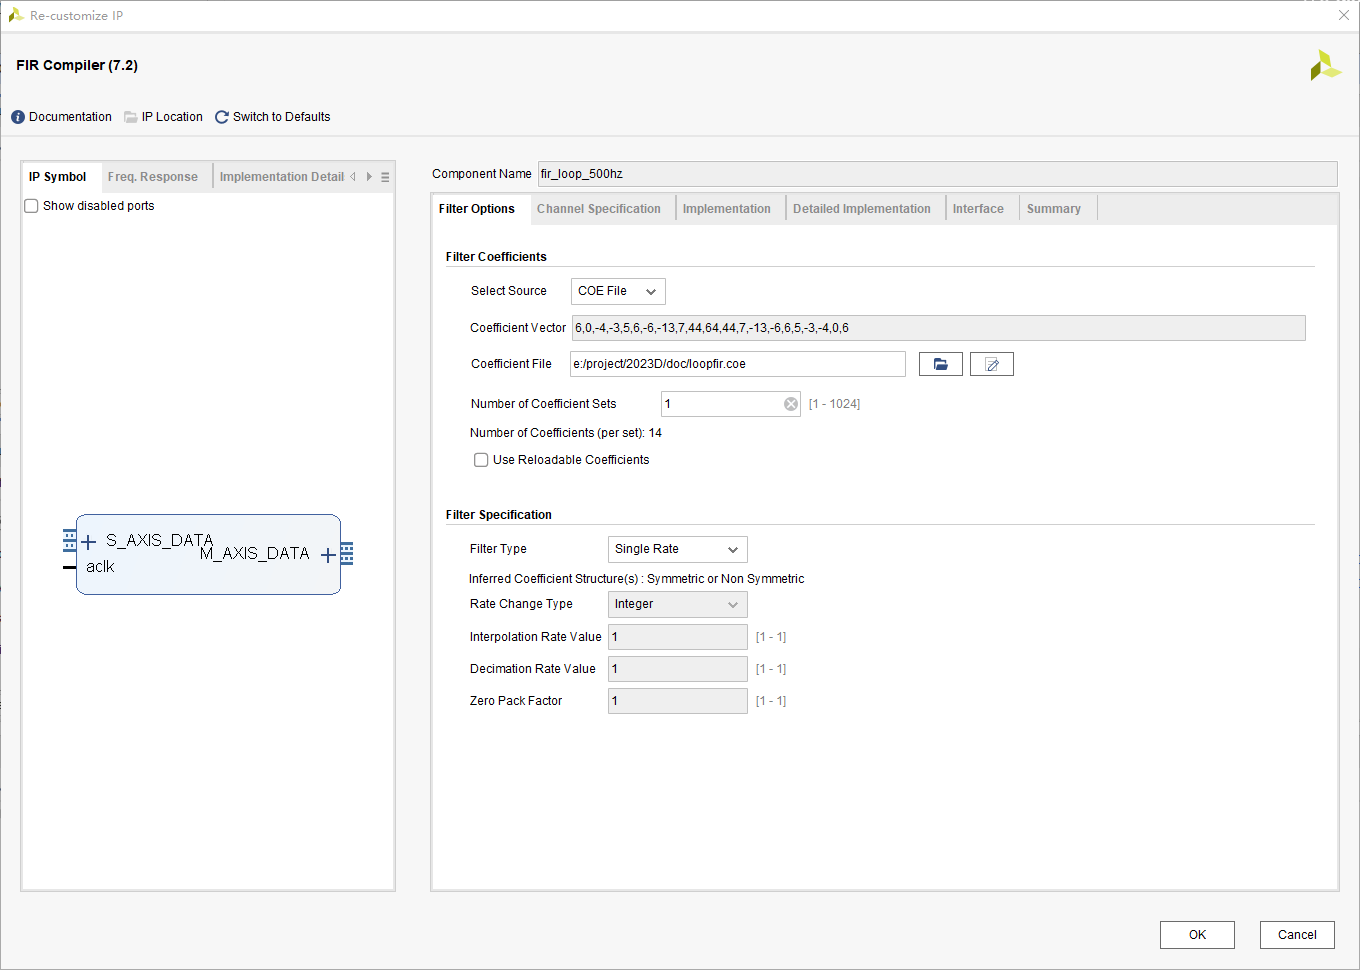 Re-customize IP
FIR Compiler (7.2)
Documentation IP Location Switch to Defaults
IP Symbol Freq. Response Implementation Detail
Show disabled ports
S_AXIS_DATA
M_AXIS_DATA
aclk
Component Name fir_loop_500hz
Filter Options Channel Specification Implementation Detailed Implementation Interface Summary
Filter Coefficients
Select Source COE File
Coefficient Vector 6,0,-4,-3,5,6,-6,-13,7,44,64,44,7,-13,-6,6,5,-3,-4,0,6
Coefficient File e:/project/2023D/doc/loopfir.coe
Number of Coefficient Sets 1 [1 - 1024]
Number of Coefficients (per set): 14
Use Reloadable Coefficients
Filter Specification
Filter Type Single Rate
Inferred Coefficient Structure(s) : Symmetric or Non Symmetric
Rate Change Type Integer
Interpolation Rate Value 1 [1 - 1]
Decimation Rate Value 1 [1 - 1]
Zero Pack Factor 1 [1 - 1]
OK Cancel